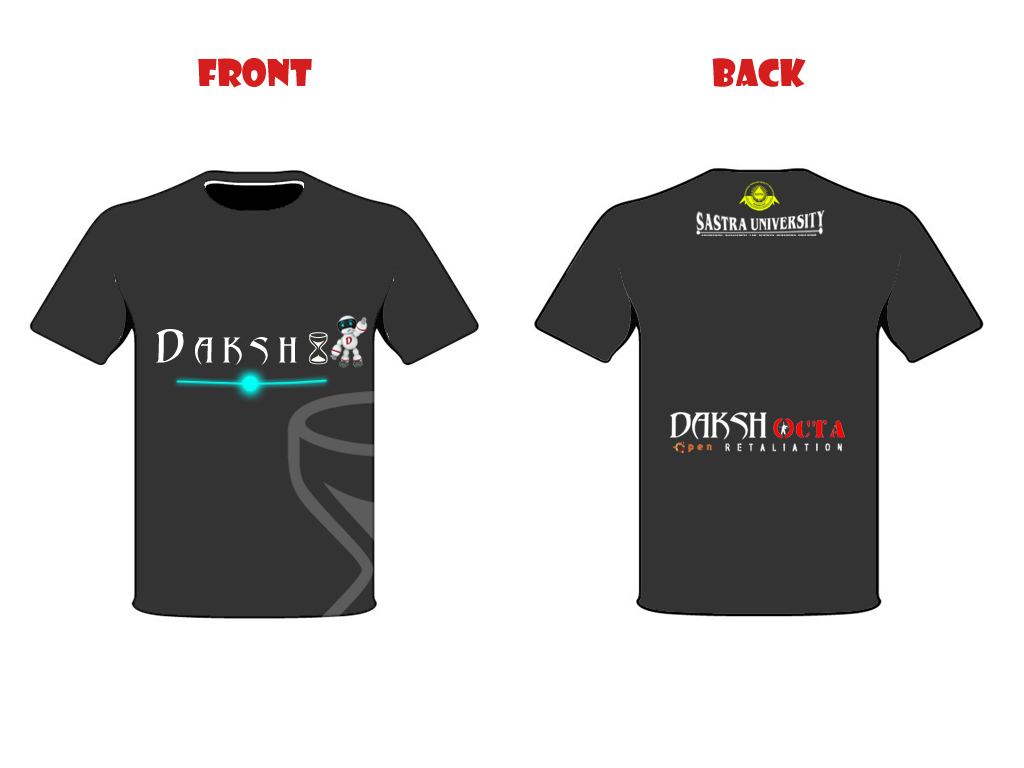 FRONT
BACK
DAKSH
D
SASTRA UNIVERSITY
DAKSH OCTA
Open RETALIATION